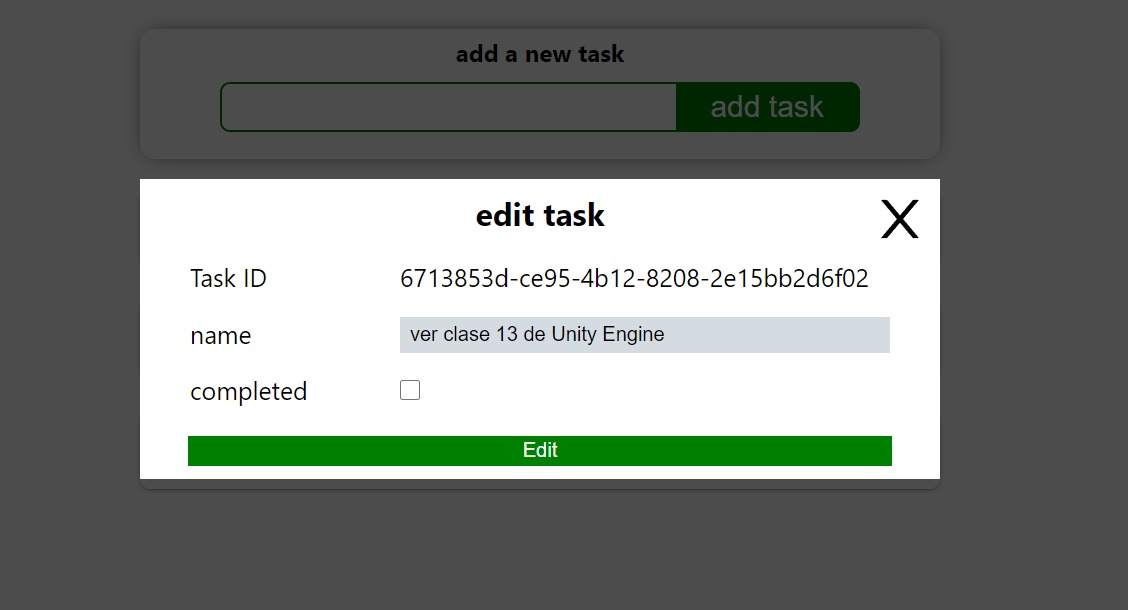 add a new task
add task
edit task
X
Task ID 6713853d-ce95-4b12-8208-2e15bb2d6f02
name ver clase 13 de Unity Engine
completed
Edit